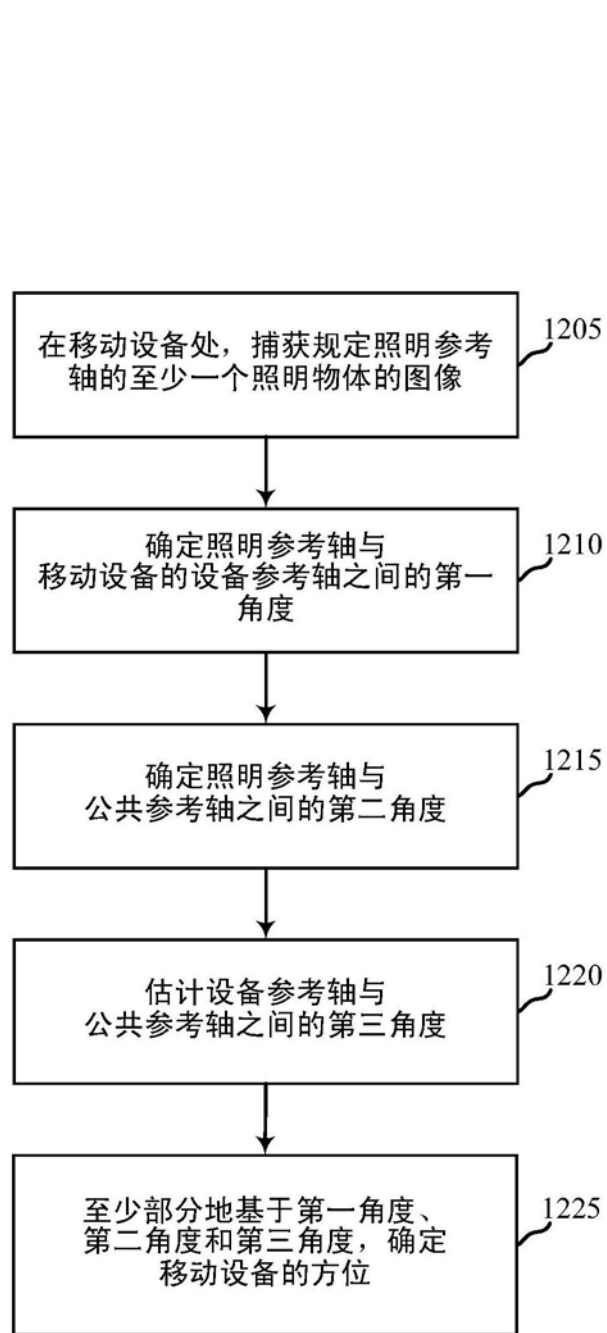 在移动设备处，捕获规定照明参考
轴的至少一个照明物体的图像
1205
确定照明参考轴与
移动设备的设备参考轴之间的第一
角度
1210
确定照明参考轴与
公共参考轴之间的第二角度
1215
估计设备参考轴与
公共参考轴之间的第三角度
1220
至少部分地基于第一角度、
第二角度和第三角度，确定
移动设备的方位
1225